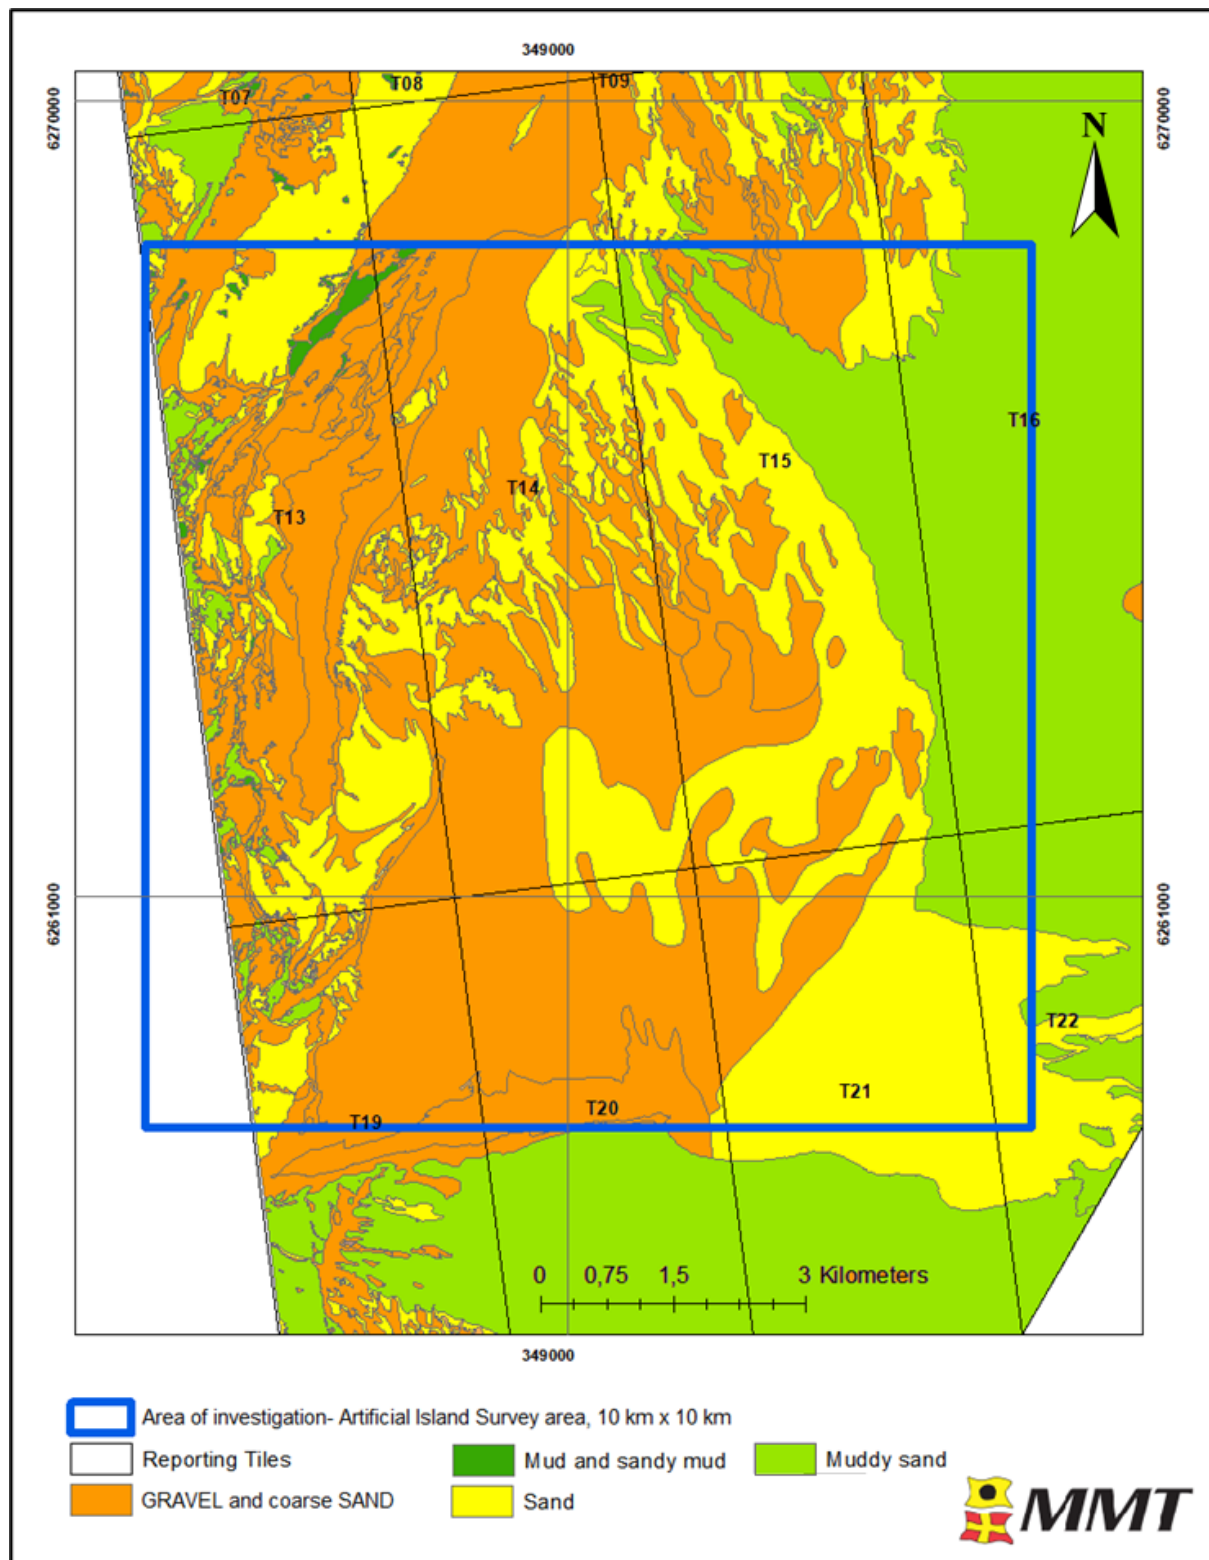 349000
T07
T08
T09
6270000
6270000
N
T16
T15
T14
T13
6261000
6261000
T22
T21
T20
T19
0 0,75 1,5 3 Kilometers
349000
Area of investigation- Artificial Island Survey area, 10 km x 10 km
Reporting Tiles
Mud and sandy mud
Muddy sand
GRAVEL and coarse SAND
Sand
MMT